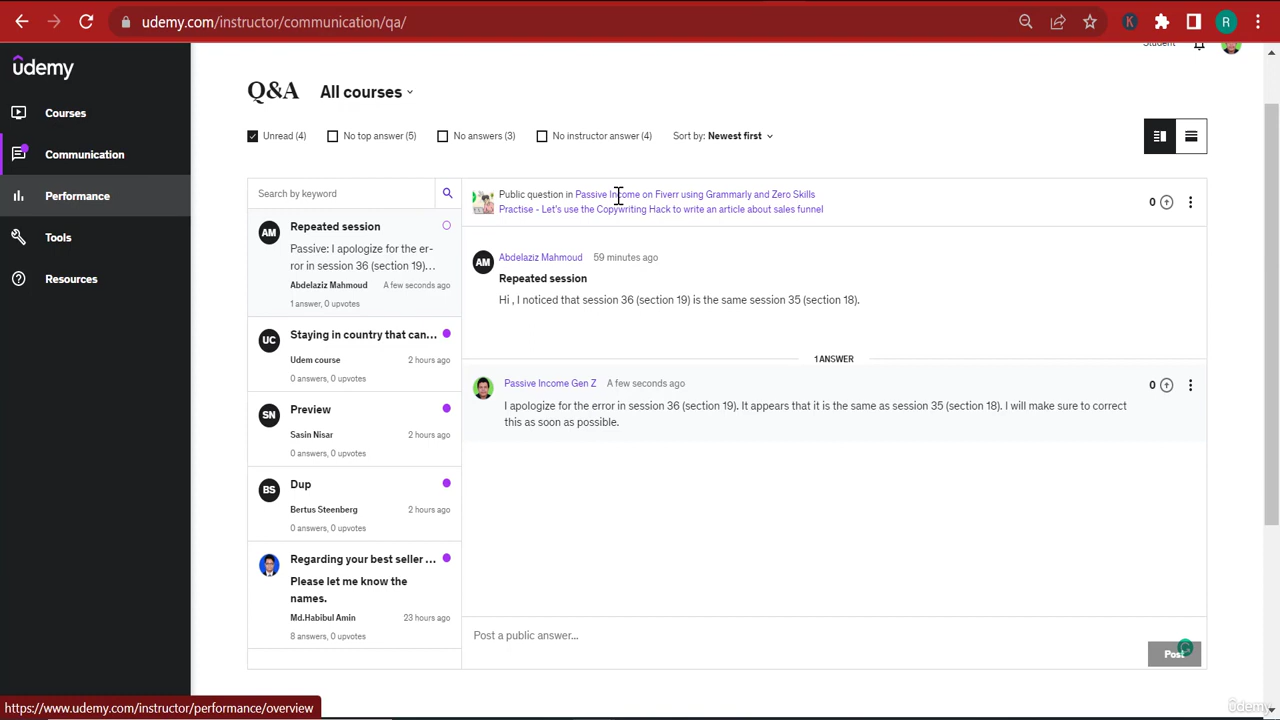 udemy.com/instructor/communication/qa/
K
R
Student
ûdemy
Courses
Communication
Performance
Tools
Resources
Q&A All courses
Unread (4) No top answer (5) No answers (3) No instructor answer (4) Sort by: Newest first
Search by keyword
AM
Repeated session
Passive: I apologize for the er-
ror in session 36 (section 19)...
Abdelaziz Mahmoud A few seconds ago
1 answer, 0 upvotes
UC
Staying in country that can...
Udem course 2 hours ago
0 answers, 0 upvotes
SN
Preview
Sasin Nisar 2 hours ago
0 answers, 0 upvotes
BS
Dup
Bertus Steenberg 2 hours ago
0 answers, 0 upvotes
Regarding your best seller ...
Please let me know the
names.
Md.Habibul Amin 23 hours ago
8 answers, 0 upvotes
Public question in Passive Income on Fiverr using Grammarly and Zero Skills
Practise - Let's use the Copywriting Hack to write an article about sales funnel
0
AM
Abdelaziz Mahmoud 59 minutes ago
Repeated session
Hi , I noticed that session 36 (section 19) is the same session 35 (section 18).
1 ANSWER
Passive Income Gen Z A few seconds ago
0
I apologize for the error in session 36 (section 19). It appears that it is the same as session 35 (section 18). I will make sure to correct
this as soon as possible.
Post a public answer...
Post
https://www.udemy.com/instructor/performance/overview
ûdemy